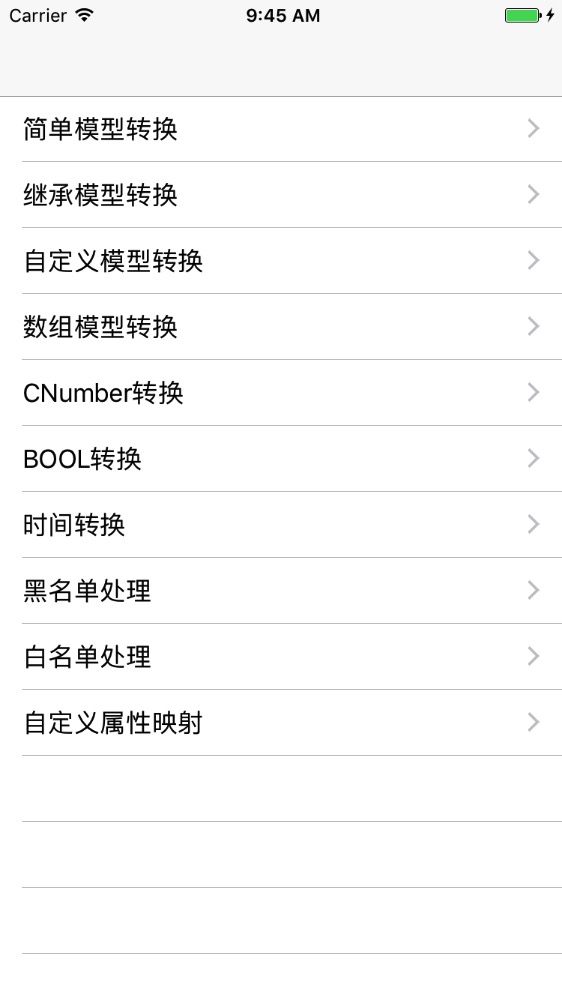 Carrier 9:45 AM
简单模型转换
继承模型转换
自定义模型转换
数组模型转换
CNumber转换
BOOL转换
时间转换
黑名单处理
白名单处理
自定义属性映射